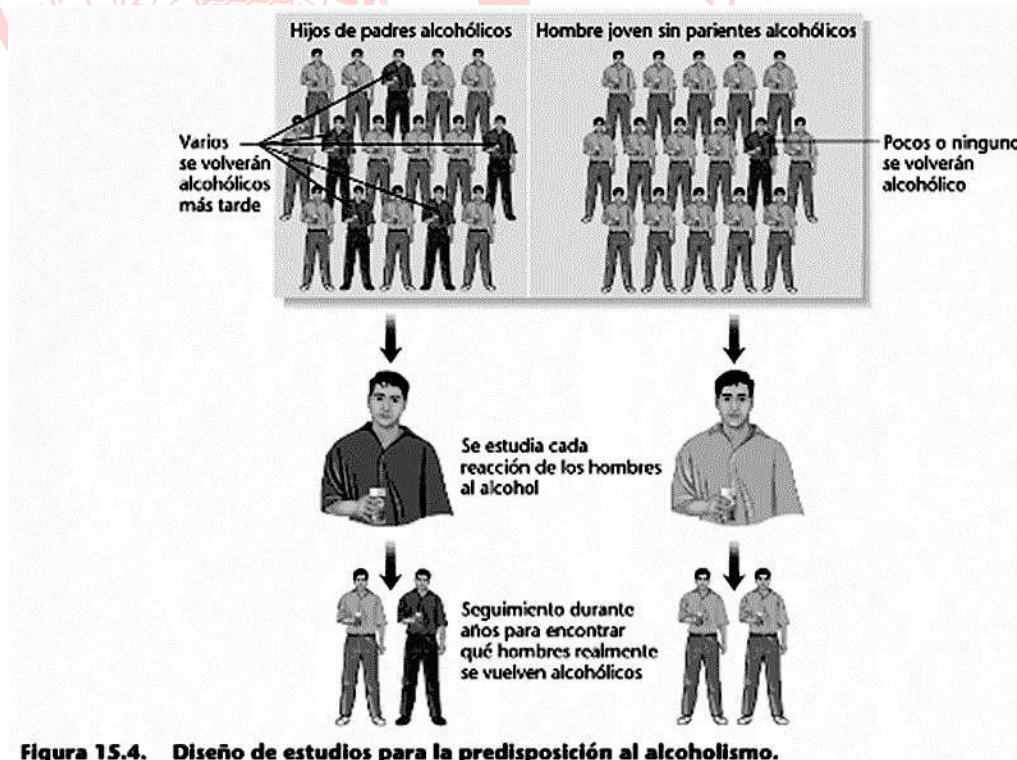 Hijos de padres alcohólicos
Hombre joven sin parientes alcohólicos
Varios
se volverán
alcohólicos
más tarde
Pocos o ninguno
se volverán
alcohólico
Se estudia cada
reacción de los hombres
al alcohol
Seguimiento durante
años para encontrar
qué hombres realmente
se vuelven alcohólicos
Figura 15.4. Diseño de estudios para la predisposición al alcoholismo.